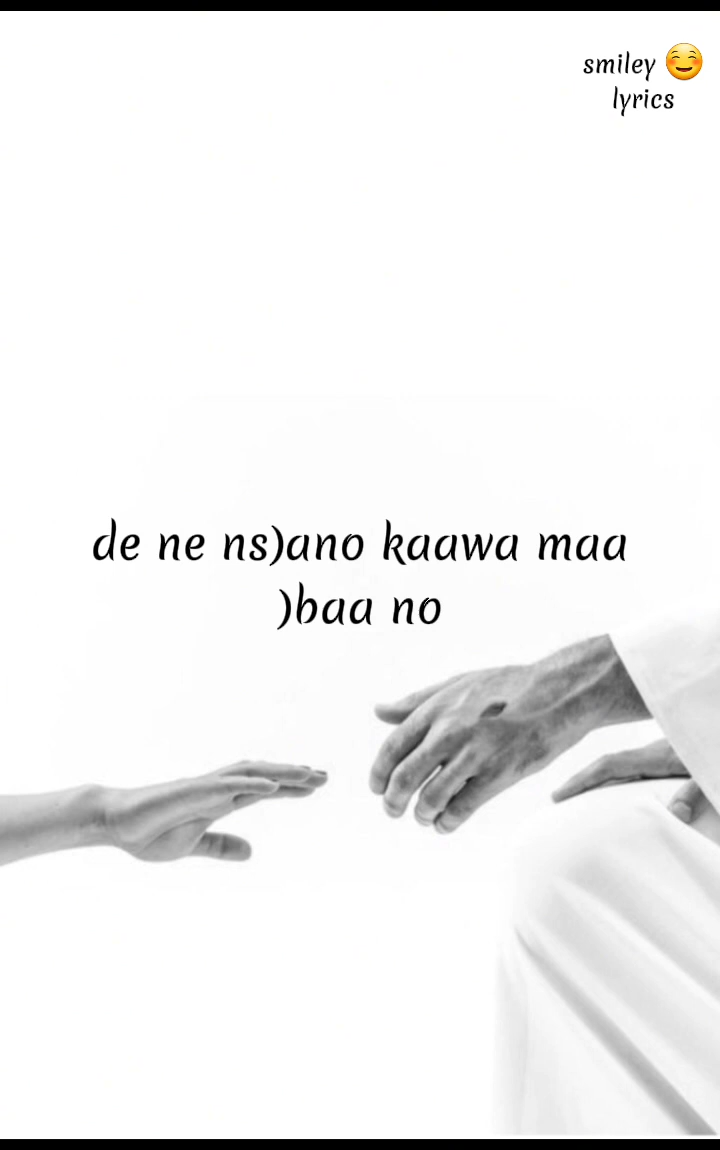 smiley 😊
lyrics
de ne ns)ano kaawa maa
)baa no